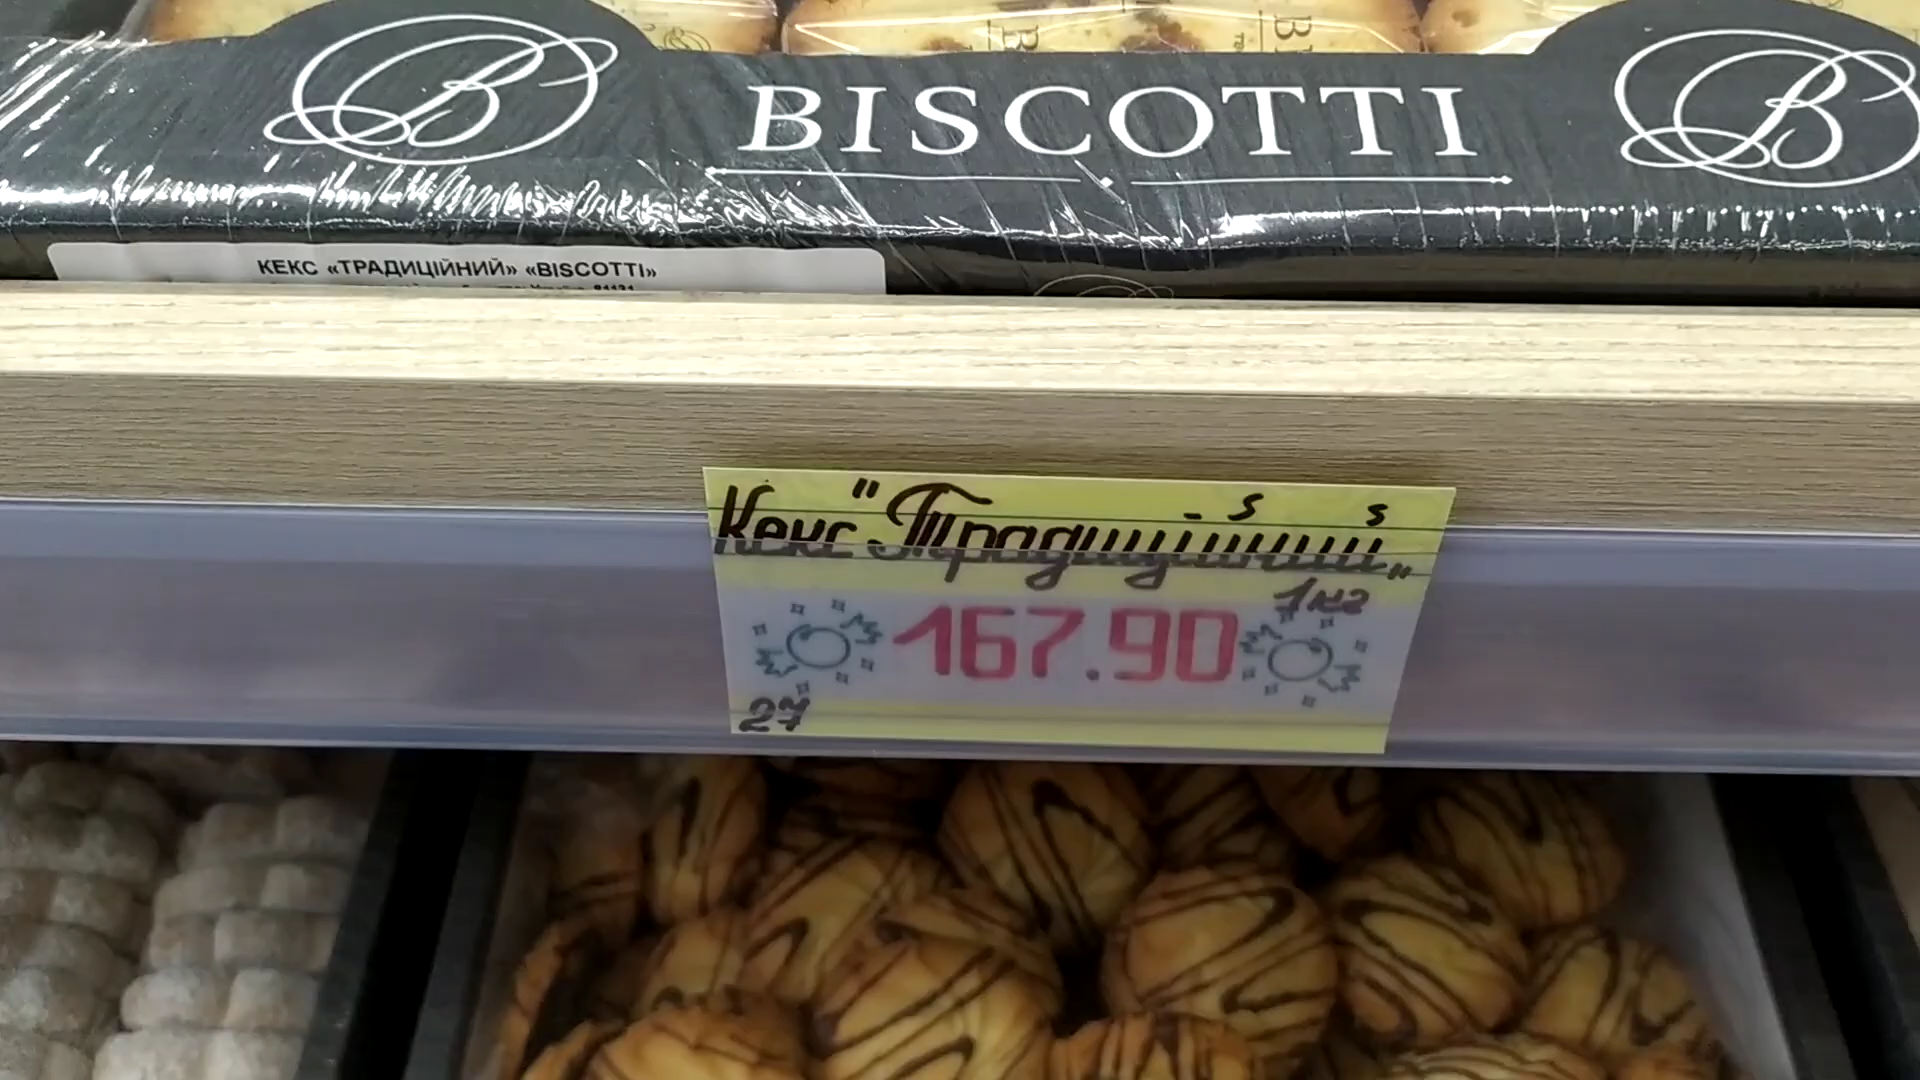 BISCOTTI
КЕКС «ТРАДИЦІЙНИЙ» «BISCOTTI»
Кекс "Традиційний"
1кг
167.90
27